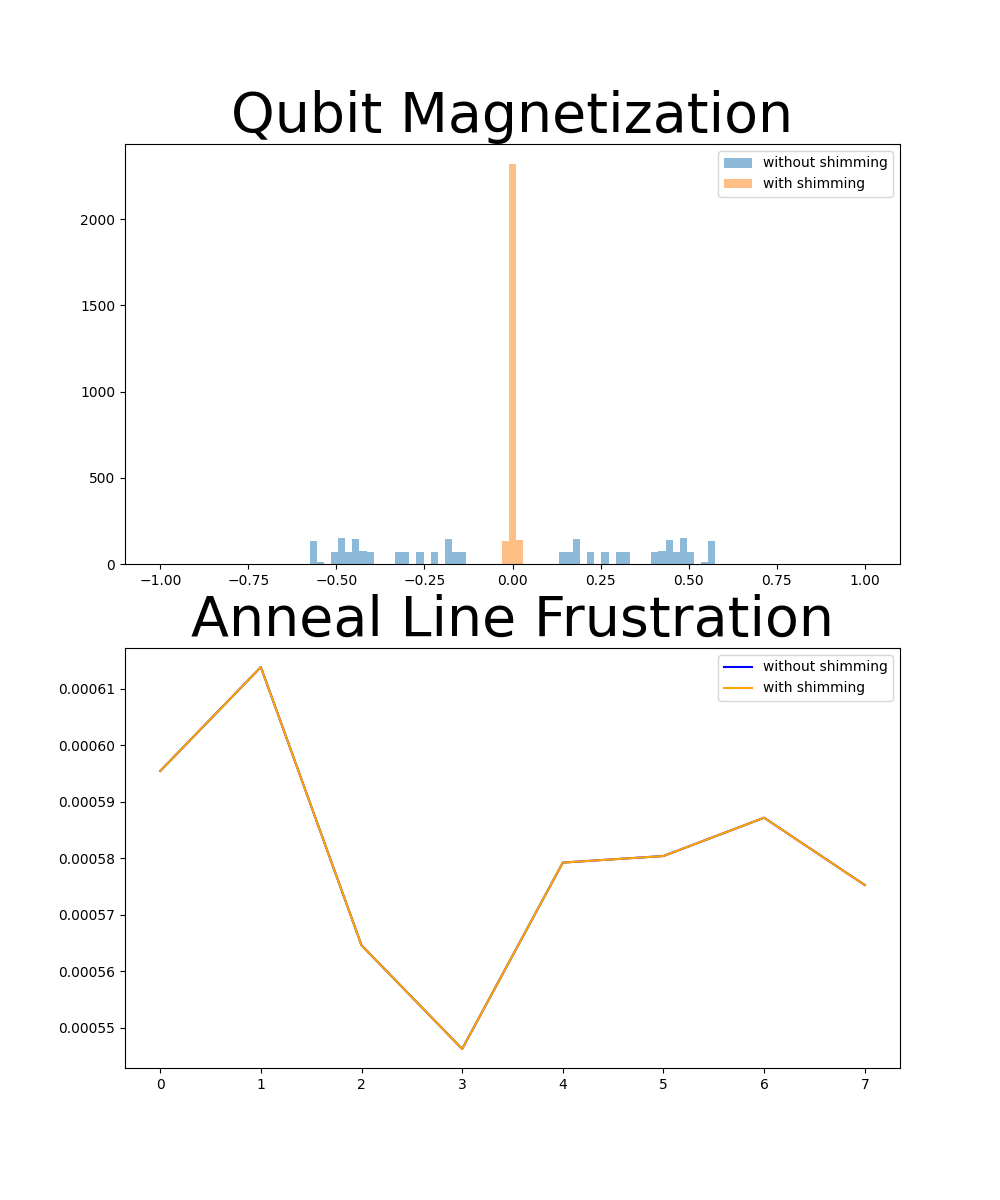 Qubit Magnetization
without shimming
with shimming
2000
1500
1000
500
0
−1.00 −0.75 −0.50 −0.25 0.00 0.25 0.50 0.75 1.00
Anneal Line Frustration
without shimming
with shimming
0.00061
0.00060
0.00059
0.00058
0.00057
0.00056
0.00055
0 1 2 3 4 5 6 7